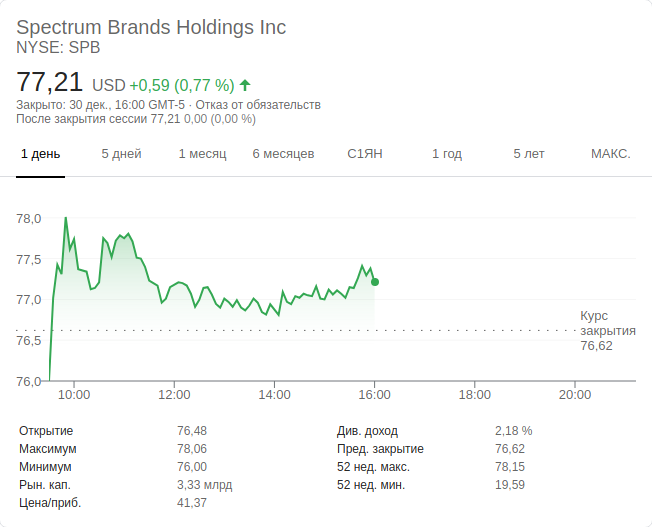 Spectrum Brands Holdings Inc
NYSE: SPB
77,21 USD +0,59 (0,77 %)
Закрыто: 30 дек., 16:00 GMT-5 · Отказ от обязательств
После закрытия сессии 77,21 0,00 (0,00 %)
1 день 5 дней 1 месяц 6 месяцев С1ЯН 1 год 5 лет МАКС.
78,0
77,5
77,0
76,5
76,0
Курс
закрытия
76,62
10:00 12:00 14:00 16:00 18:00 20:00
Открытие 76,48
Максимум 78,06
Минимум 76,00
Рын. кап. 3,33 млрд
Цена/приб. 41,37
Див. доход 2,18 %
Пред. закрытие 76,62
52 нед. макс. 78,15
52 нед. мин. 19,59